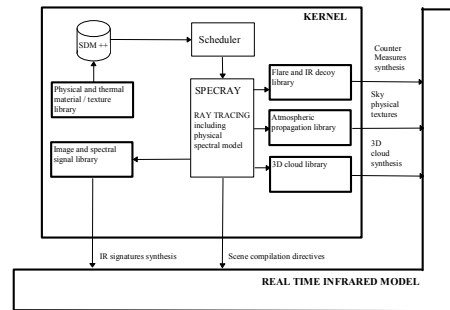 KERNEL
SDM ++
Scheduler
Counter
Measures
synthesis
Physical and thermal
material / texture
library
SPECRAY
RAY TRACING
including
physical
spectral model
Flare and IR decoy
library
Sky
physical
textures
Atmospheric
propagation library
Image and spectral
signal library
3D cloud library
3D
cloud
synthesis
IR signatures synthesis
Scene compilation directives
REAL TIME INFRARED MODEL